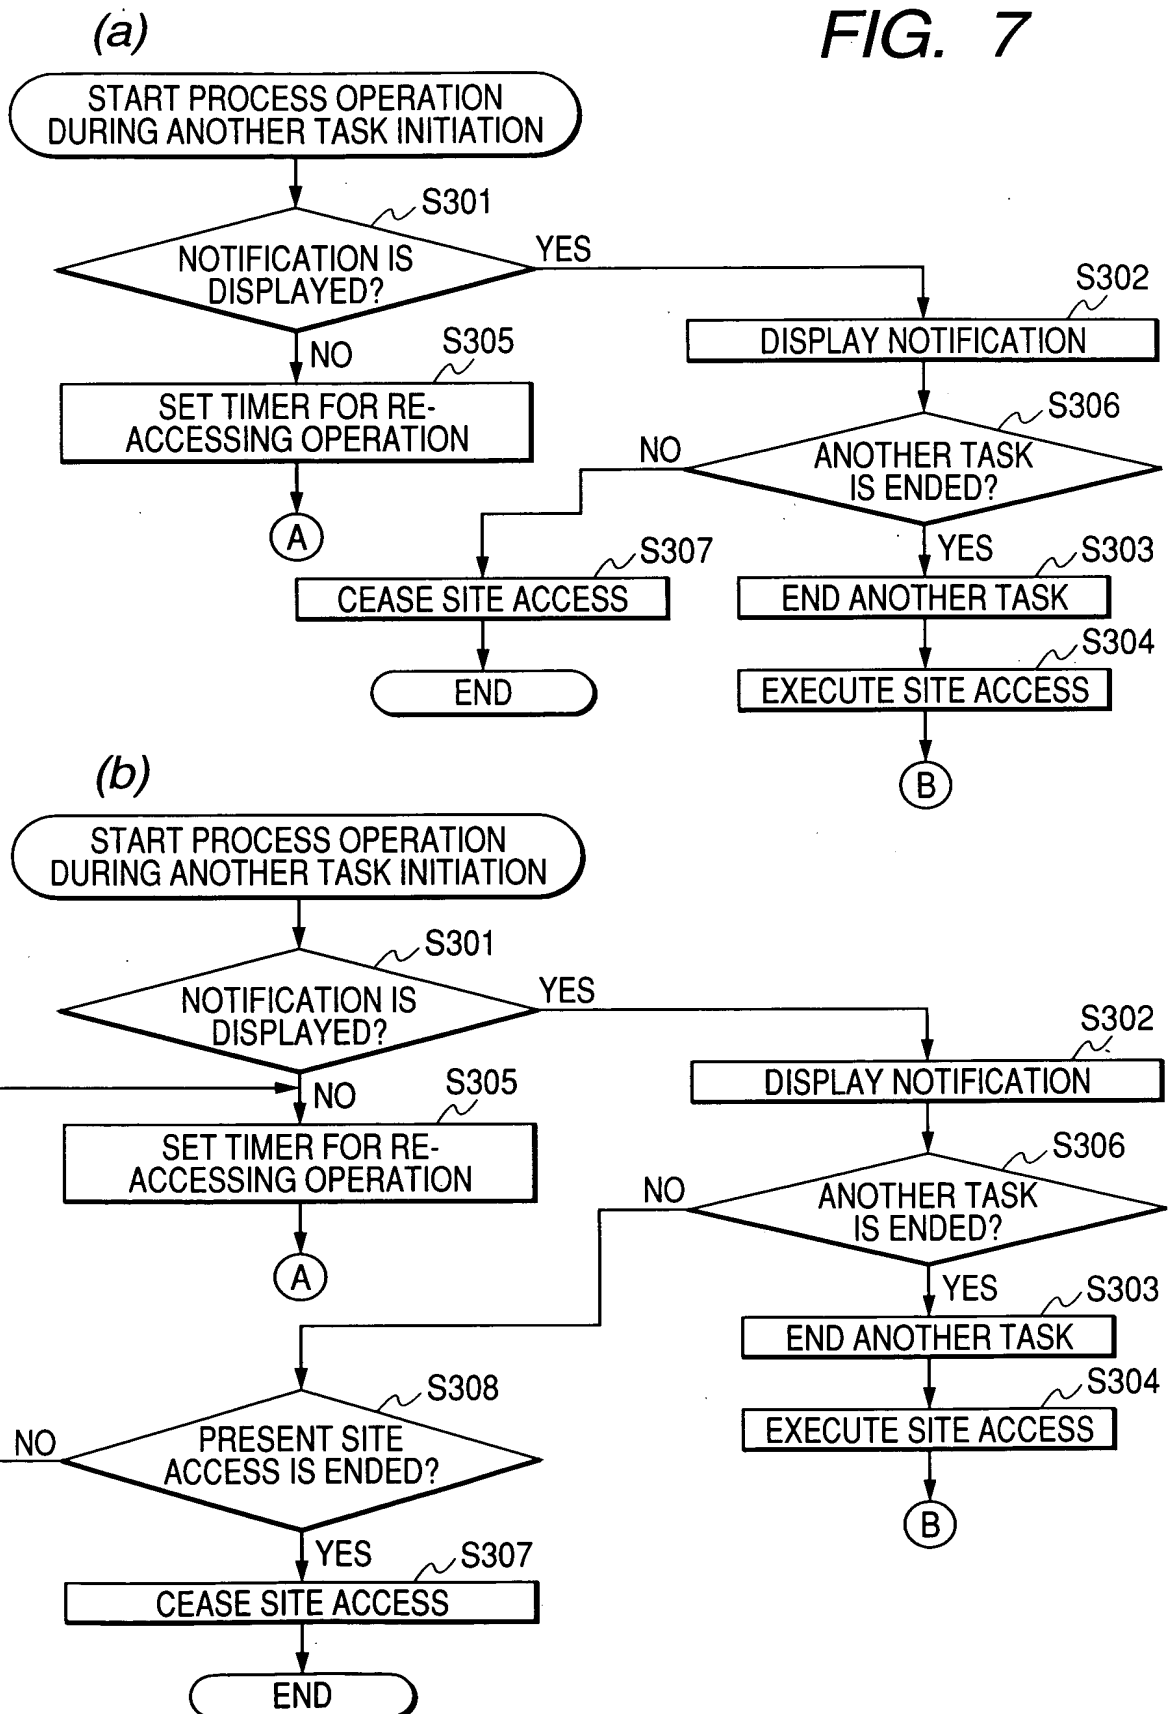 (a)
FIG. 7
START PROCESS OPERATION
DURING ANOTHER TASK INITIATION
S301
NOTIFICATION IS
DISPLAYED?
YES
S302
DISPLAY NOTIFICATION
NO
S305
SET TIMER FOR RE-
ACCESSING OPERATION
A
S306
ANOTHER TASK
IS ENDED?
NO
S307
CEASE SITE ACCESS
END
YES
S303
END ANOTHER TASK
S304
EXECUTE SITE ACCESS
B
(b)
START PROCESS OPERATION
DURING ANOTHER TASK INITIATION
S301
NOTIFICATION IS
DISPLAYED?
YES
S302
DISPLAY NOTIFICATION
NO
S305
SET TIMER FOR RE-
ACCESSING OPERATION
A
S306
ANOTHER TASK
IS ENDED?
NO
YES
S303
END ANOTHER TASK
S304
EXECUTE SITE ACCESS
B
S308
PRESENT SITE
ACCESS IS ENDED?
NO
YES
S307
CEASE SITE ACCESS
END